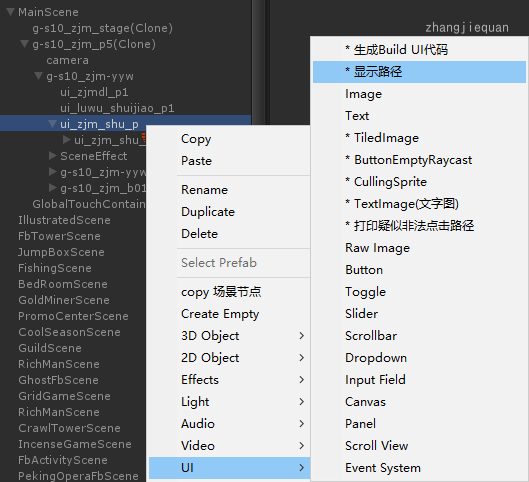 MainScene
g-s10_zjm_stage(Clone)
g-s10_zjm_p5(Clone)
camera
g-s10_zjm-yyw
ui_zjmdl_p1
ui_luwu_shuijiao_p1
ui_zjm_shu_p
ui_zjm_shu_
SceneEffect
g-s10_zjm-yyw
g-s10_zjm_b01
GlobalTouchContain
IllustratedScene
FbTowerScene
JumpBoxScene
FishingScene
BedRoomScene
GoldMinerScene
PromoCenterScene
CoolSeasonScene
GuildScene
RichManScene
GhostFbScene
GridGameScene
RichManScene
CrawlTowerScene
IncenseGameScene
FbActivityScene
PekingOperaFbScene
Copy
Paste
Rename
Duplicate
Delete
Select Prefab
copy 场景节点
Create Empty
3D Object
2D Object
Effects
Light
Audio
Video
UI
zhangjiequan
* 生成Build UI代码
* 显示路径
Image
Text
* TiledImage
* ButtonEmptyRaycast
* CullingSprite
* TextImage(文字图)
* 打印疑似非法点击路径
Raw Image
Button
Toggle
Slider
Scrollbar
Dropdown
Input Field
Canvas
Panel
Scroll View
Event System